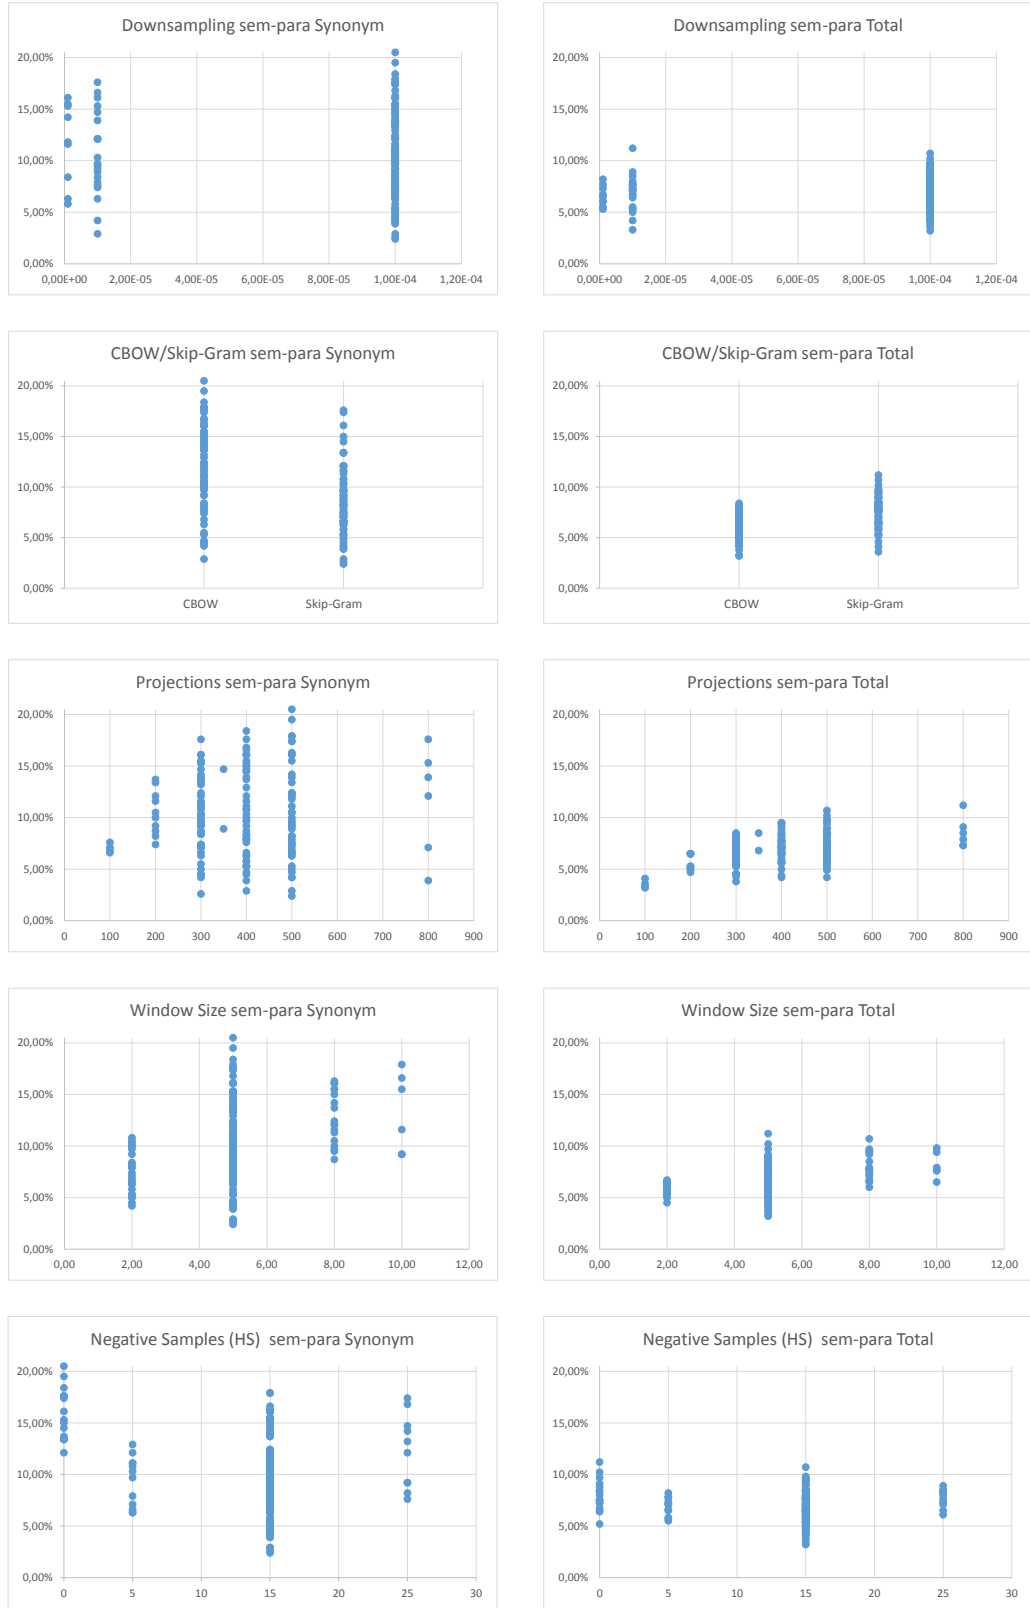 Downsampling sem-para Synonym
20,00%
15,00%
10,00%
5,00%
0,00%
0,00E+00 2,00E-05 4,00E-05 6,00E-05 8,00E-05 1,00E-04 1,20E-04
Downsampling sem-para Total
20,00%
15,00%
10,00%
5,00%
0,00%
0,00E+00 2,00E-05 4,00E-05 6,00E-05 8,00E-05 1,00E-04 1,20E-04
CBOW/Skip-Gram sem-para Synonym
20,00%
15,00%
10,00%
5,00%
0,00%
CBOW Skip-Gram
CBOW/Skip-Gram sem-para Total
20,00%
15,00%
10,00%
5,00%
0,00%
CBOW Skip-Gram
Projections sem-para Synonym
20,00%
15,00%
10,00%
5,00%
0,00%
0 100 200 300 400 500 600 700 800 900
Projections sem-para Total
20,00%
15,00%
10,00%
5,00%
0,00%
0 100 200 300 400 500 600 700 800 900
Window Size sem-para Synonym
20,00%
15,00%
10,00%
5,00%
0,00%
0,00 2,00 4,00 6,00 8,00 10,00 12,00
Window Size sem-para Total
20,00%
15,00%
10,00%
5,00%
0,00%
0,00 2,00 4,00 6,00 8,00 10,00 12,00
Negative Samples (HS) sem-para Synonym
20,00%
15,00%
10,00%
5,00%
0,00%
0 5 10 15 20 25 30
Negative Samples (HS) sem-para Total
20,00%
15,00%
10,00%
5,00%
0,00%
0 5 10 15 20 25 30